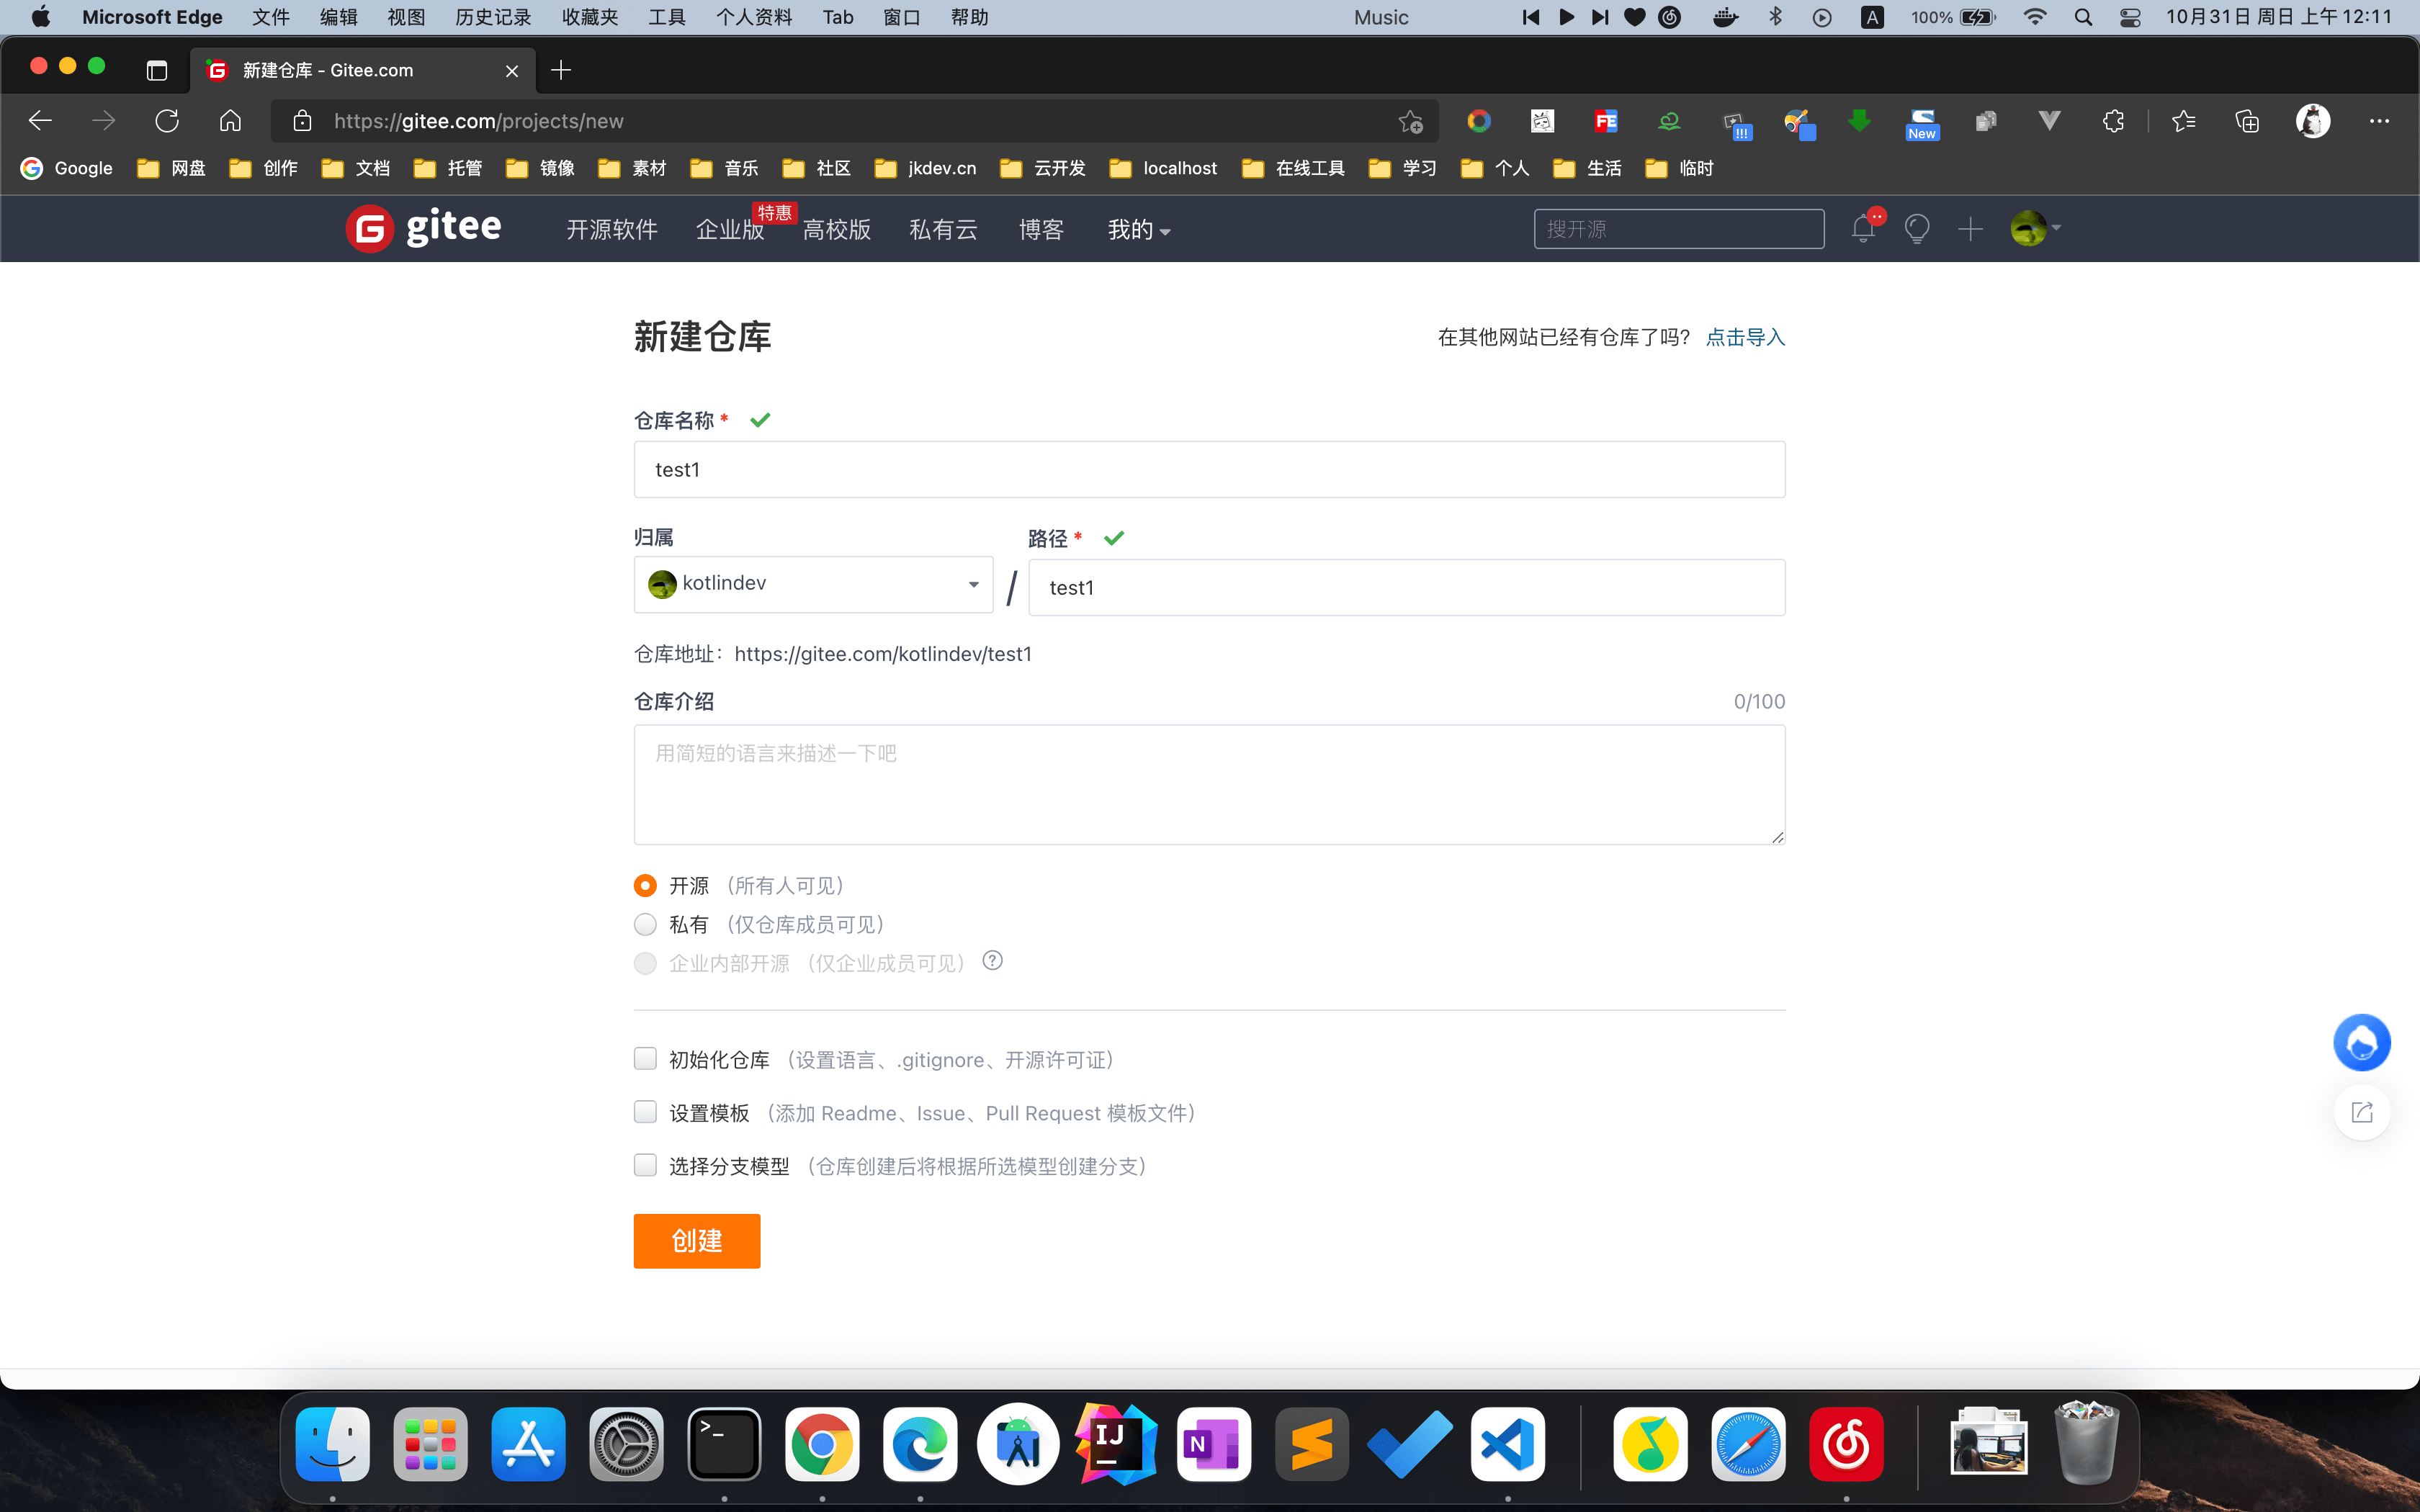 Microsoft Edge 文件 编辑 视图 历史记录 收藏夹 工具 个人资料 Tab 窗口 帮助 Music A 100% 10月31日 周日 上午 12:11
新建仓库 - Gitee.com
https://gitee.com/projects/new FE !!! New
Google 网盘 创作 文档 托管 镜像 素材 音乐 社区 jkdev.cn 云开发 localhost 在线工具 学习 个人 生活 临时
gitee 开源软件 企业版 特惠 高校版 私有云 博客 我的 搜开源
新建仓库 在其他网站已经有仓库了吗? 点击导入
仓库名称 *
test1
归属 路径 *
kotlindev / test1
仓库地址：https://gitee.com/kotlindev/test1
仓库介绍 0/100
用简短的语言来描述一下吧
开源 （所有人可见）
私有 （仅仓库成员可见）
企业内部开源 （仅企业成员可见） ?
初始化仓库 （设置语言、.gitignore、开源许可证）
设置模板 （添加 Readme、Issue、Pull Request 模板文件）
选择分支模型 （仓库创建后将根据所选模型创建分支）
创建
>_ IJ N